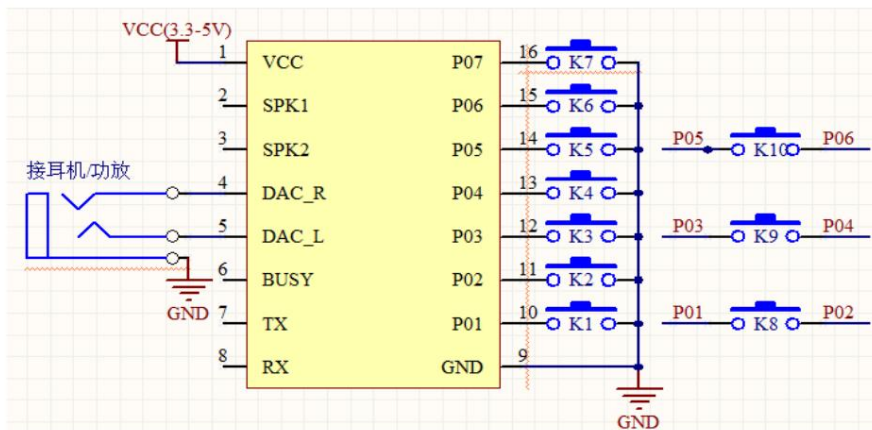 VCC(3.3-5V)
1 VCC P07 16 K7
2 SPK1 P06 15 K6
3 SPK2 P05 14 K5 P05 K10 P06
接耳机/功放
4 DAC_R P04 13 K4
5 DAC_L P03 12 K3 P03 K9 P04
6 BUSY P02 11 K2
GND
7 TX P01 10 K1 P01 K8 P02
8 RX GND 9
GND